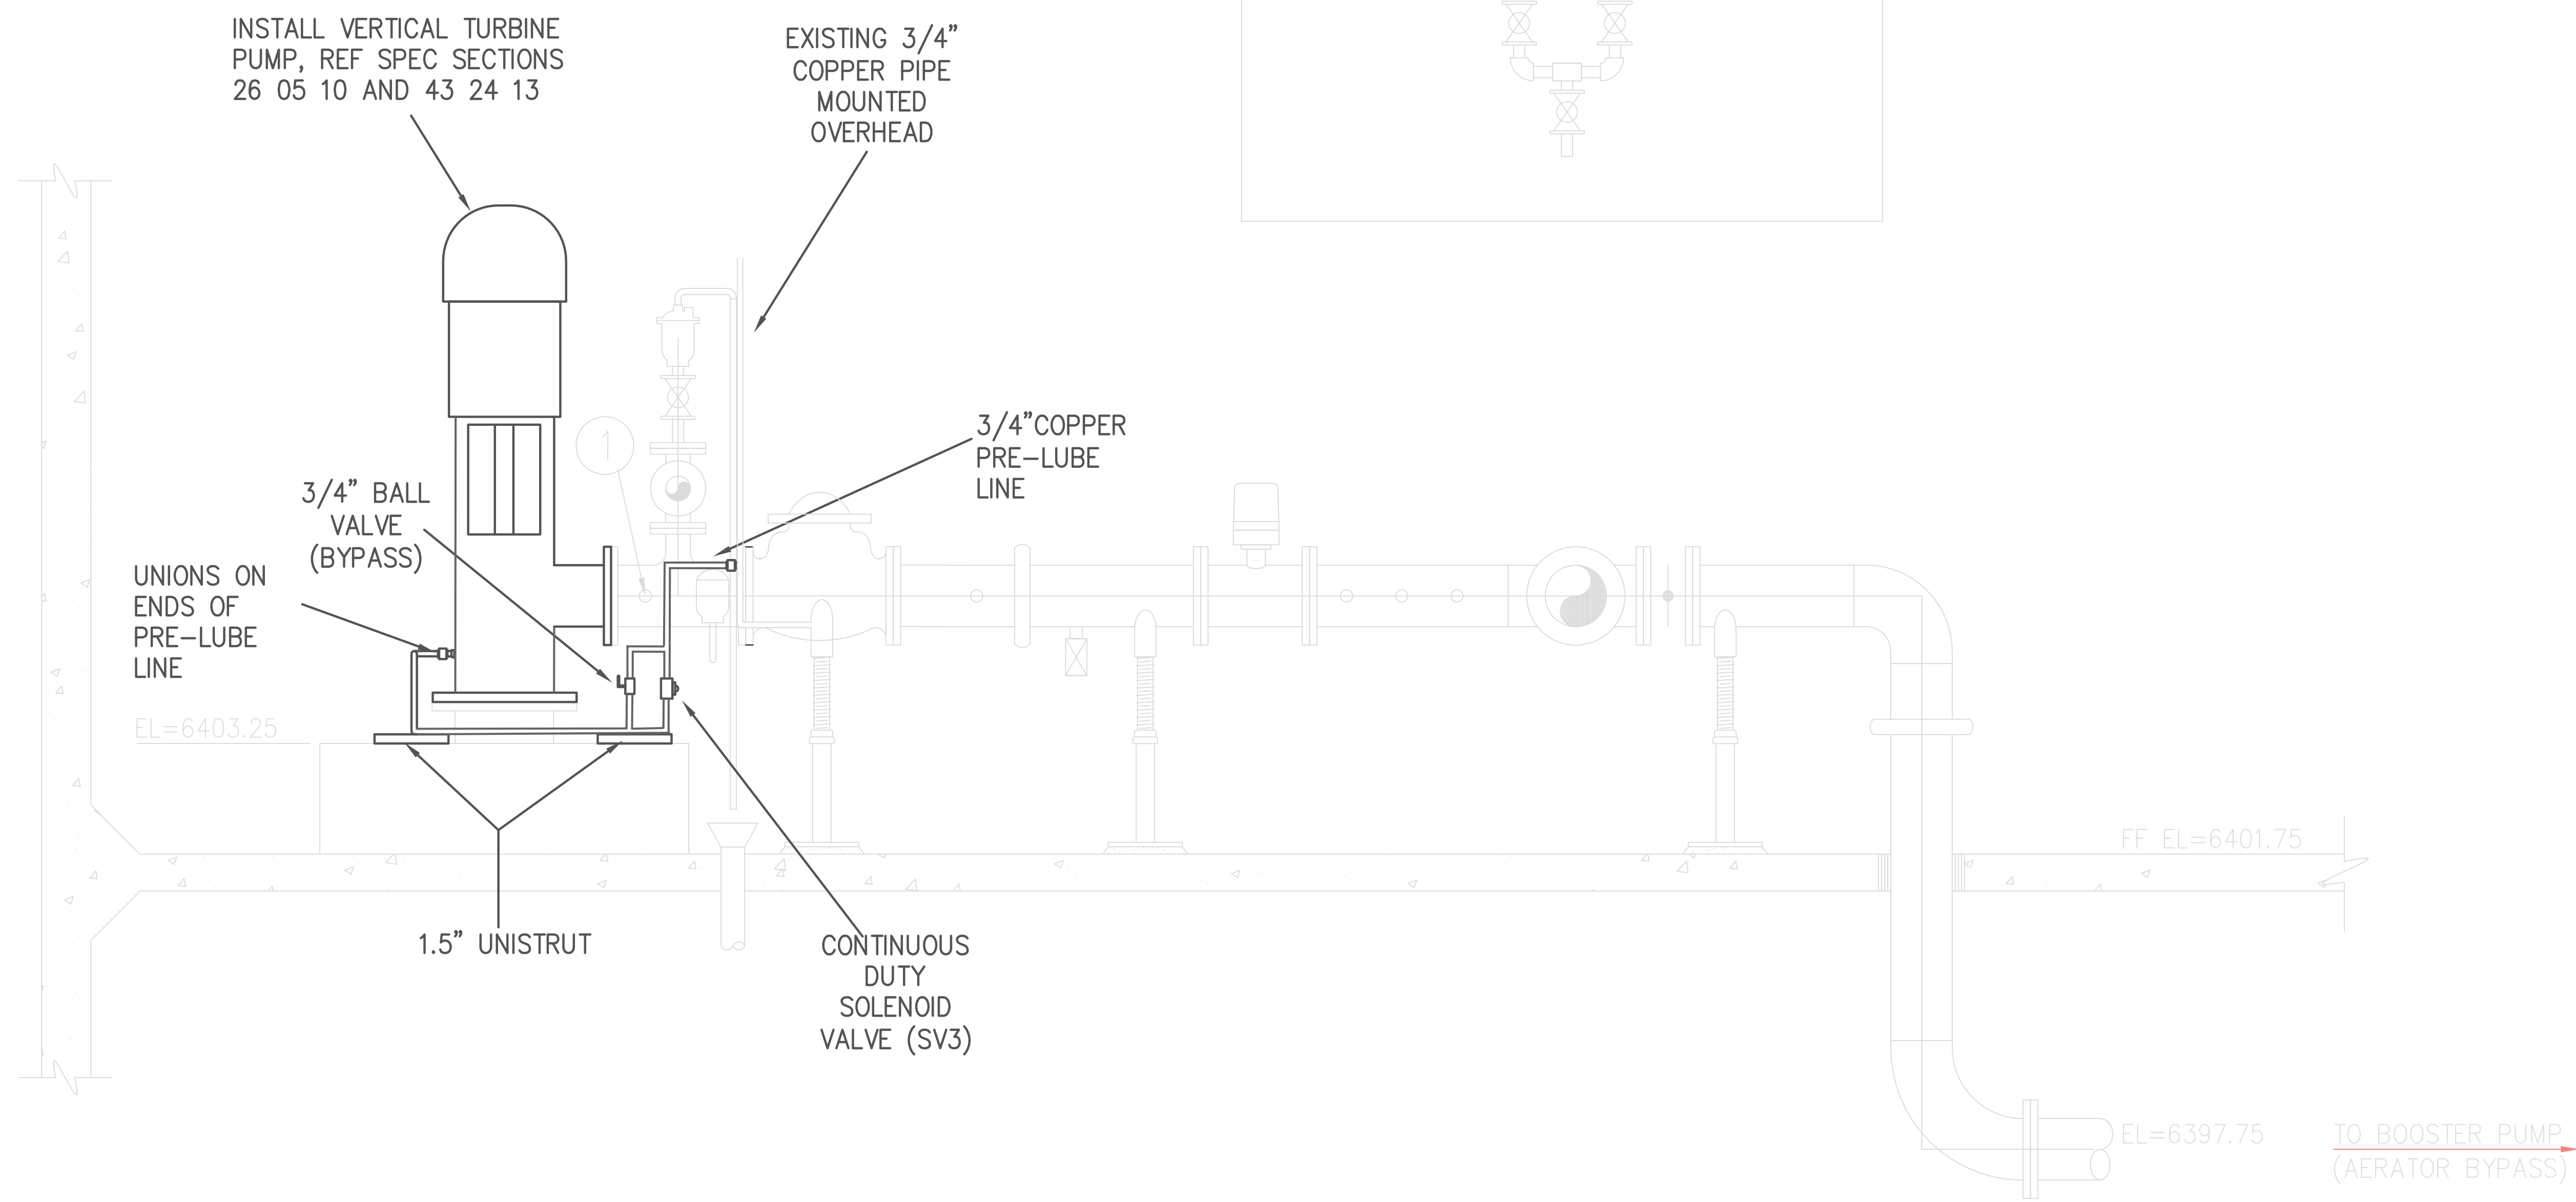 INSTALL VERTICAL TURBINE
PUMP, REF SPEC SECTIONS
26 05 10 AND 43 24 13
EXISTING 3/4"
COPPER PIPE
MOUNTED
OVERHEAD
3/4"COPPER
PRE-LUBE
LINE
1
3/4" BALL
VALVE
(BYPASS)
UNIONS ON
ENDS OF
PRE-LUBE
LINE
EL=6403.25
FF EL=6401.75
1.5" UNISTRUT
CONTINUOUS
DUTY
SOLENOID
VALVE (SV3)
EL=6397.75
TO BOOSTER PUMP
(AERATOR BYPASS)